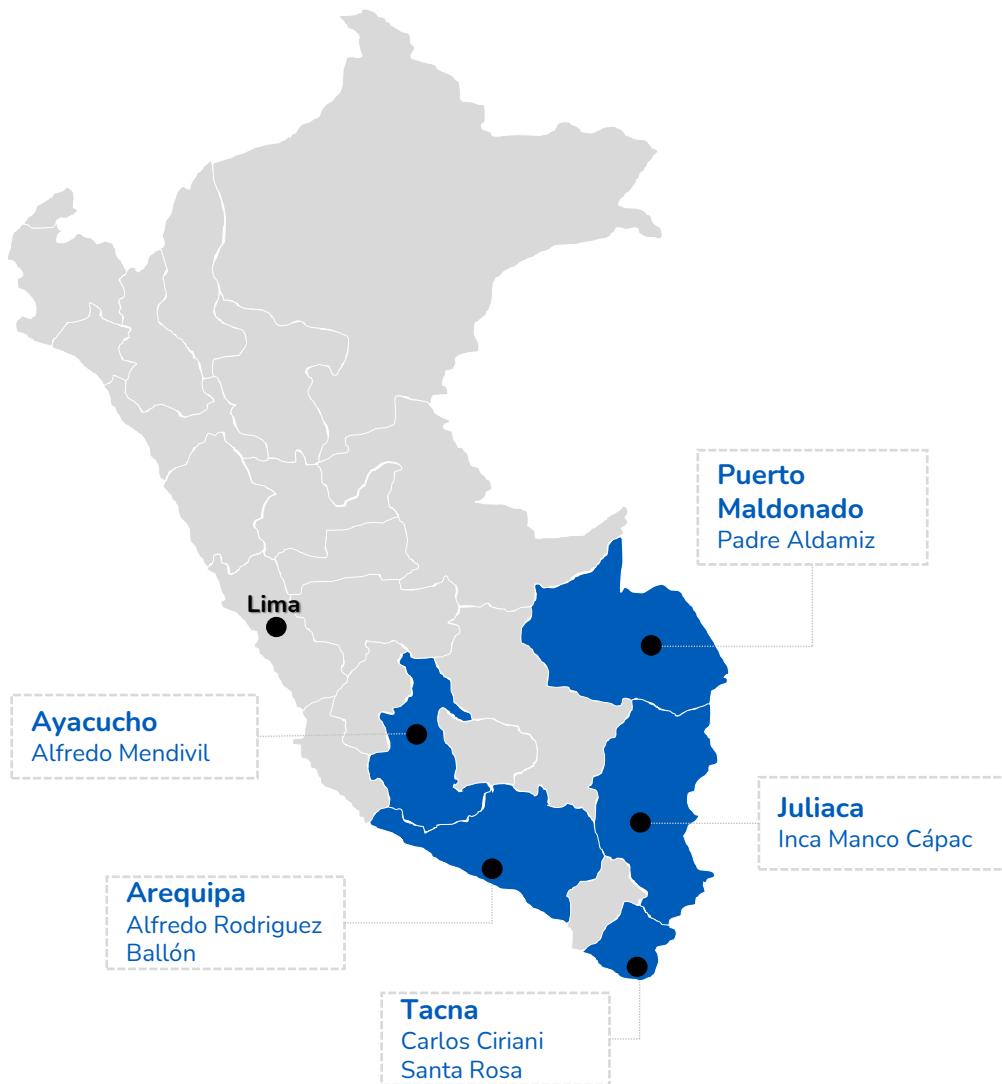 Puerto
Maldonado
Padre Aldamiz
Lima
Ayacucho
Alfredo Mendivil
Juliaca
Inca Manco Cápac
Arequipa
Alfredo Rodriguez
Ballón
Tacna
Carlos Ciriani
Santa Rosa